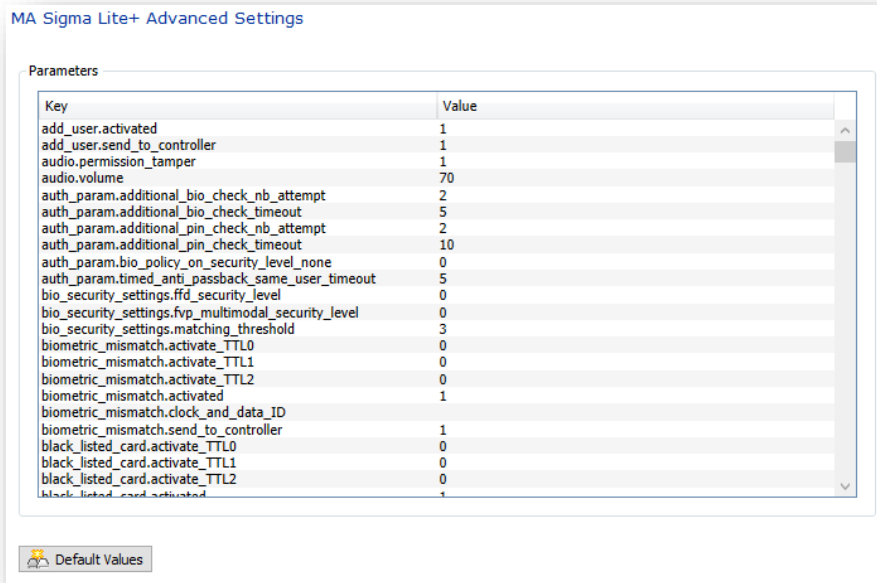 MA Sigma Lite+ Advanced Settings
Parameters
Key Value
add_user.activated 1
add_user.send_to_controller 1
audio.permission_tamper 1
audio.volume 70
auth_param.additional_bio_check_nb_attempt 2
auth_param.additional_bio_check_timeout 5
auth_param.additional_pin_check_nb_attempt 2
auth_param.additional_pin_check_timeout 10
auth_param.bio_policy_on_security_level_none 0
auth_param.timed_anti_passback_same_user_timeout 5
bio_security_settings.ffd_security_level 0
bio_security_settings.fvp_multimodal_security_level 0
bio_security_settings.matching_threshold 3
biometric_mismatch.activate_TTL0 0
biometric_mismatch.activate_TTL1 0
biometric_mismatch.activate_TTL2 0
biometric_mismatch.activated 1
biometric_mismatch.clock_and_data_ID
biometric_mismatch.send_to_controller 1
black_listed_card.activate_TTL0 0
black_listed_card.activate_TTL1 0
black_listed_card.activate_TTL2 0
black_listed_card.activated 1
Default Values